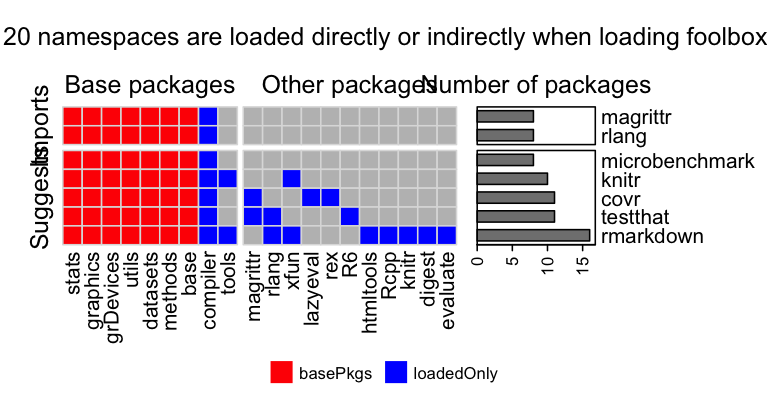 20 namespaces are loaded directly or indirectly when loading foolbox
Base packages
Other packages
Number of packages
Imports
Suggests
magrittr
rlang
microbenchmark
knitr
covr
testthat
rmarkdown
stats
graphics
grDevices
utils
datasets
methods
base
compiler
tools
magrittr
rlang
xfun
lazyeval
rex
R6
htmltools
Rcpp
knitr
digest
evaluate
0
5
10
15
basePkgs
loadedOnly